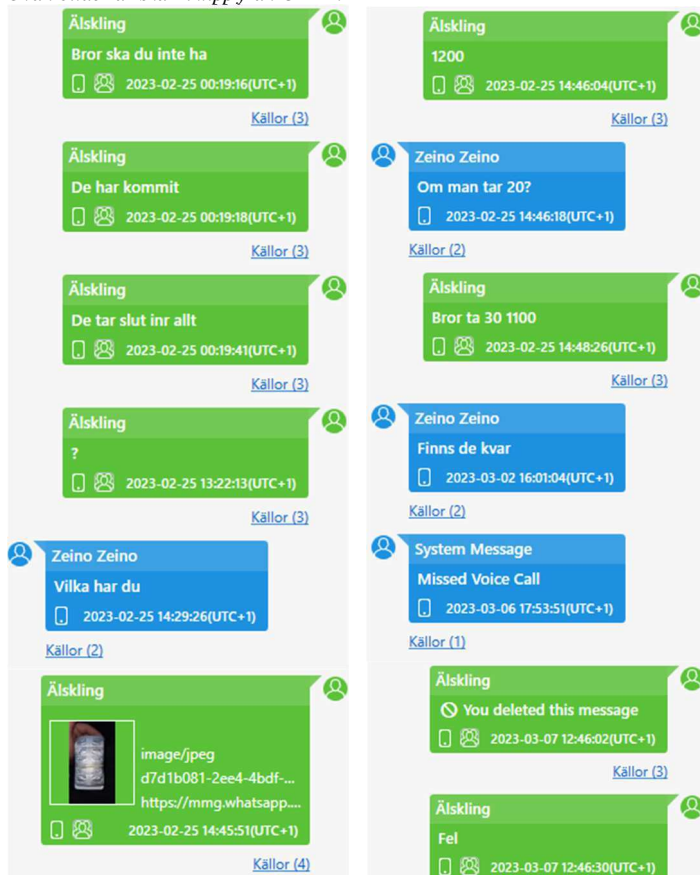 Älskling
Bror ska du inte ha
2023-02-25 00:19:16(UTC+1)
Källor (3)
Älskling
De har kommit
2023-02-25 00:19:18(UTC+1)
Källor (3)
Älskling
De tar slut inr allt
2023-02-25 00:19:41(UTC+1)
Källor (3)
Älskling
?
2023-02-25 13:22:13(UTC+1)
Källor (3)
Zeino Zeino
Vilka har du
2023-02-25 14:29:26(UTC+1)
Källor (2)
Älskling
image/jpeg
d7d1b081-2ee4-4bdf-...
https://mmg.whatsapp....
2023-02-25 14:45:51(UTC+1)
Källor (4)
Älskling
1200
2023-02-25 14:46:04(UTC+1)
Källor (3)
Zeino Zeino
Om man tar 20?
2023-02-25 14:46:18(UTC+1)
Källor (2)
Älskling
Bror ta 30 1100
2023-02-25 14:48:26(UTC+1)
Källor (3)
Zeino Zeino
Finns de kvar
2023-03-02 16:01:04(UTC+1)
Källor (2)
System Message
Missed Voice Call
2023-03-06 17:53:51(UTC+1)
Källor (1)
Älskling
You deleted this message
2023-03-07 12:46:02(UTC+1)
Källor (3)
Älskling
Fel
2023-03-07 12:46:30(UTC+1)